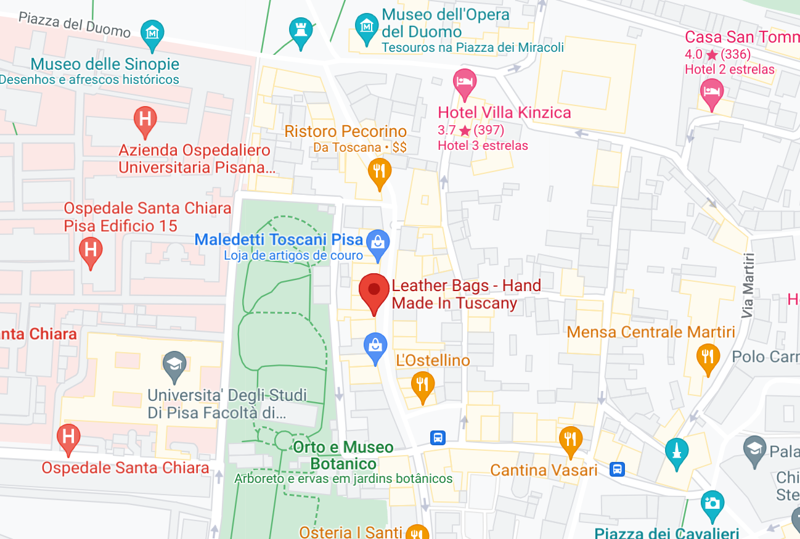 Piazza del Duomo
Museo dell'Opera
del Duomo
Tesouros na Piazza dei Miracoli
Museo delle Sinopie
Desenhos e afrescos históricos
Casa San Tomm
4.0 ★ (336)
Hotel 2 estrelas
Hotel Villa Kinzica
3.7 ★ (397)
Hotel 3 estrelas
Ristoro Pecorino
Da Toscana • $$
H
Azienda Ospedaliero
Universitaria Pisana...
Ospedale Santa Chiara
Pisa Edificio 15
H
Maledetti Toscani Pisa
Loja de artigos de couro
Leather Bags - Hand
Made In Tuscany
Via Martiri
H
anta Chiara
Mensa Centrale Martiri
Polo Carr
L'Ostellino
Universita' Degli Studi
Di Pisa Facoltà di...
H
Ospedale Santa Chiara
Orto e Museo
Botanico
Arboreto e ervas em jardins botânicos
Cantina Vasari
Pala
Chi
Ste
Osteria I Santi
Piazza dei Cavalieri